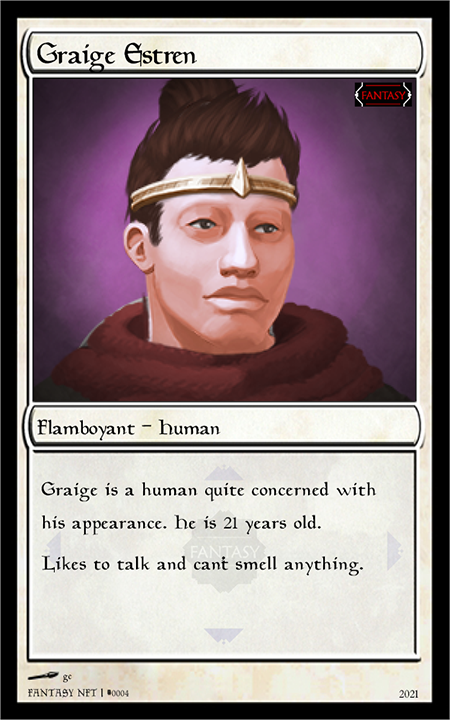 Graige Estren
FANTASY
Flamboyant - Human
Graige is a human quite concerned with
his appearance. He is 21 years old.
FANTASY
Likes to talk and cant smell anything.
gc
FANTASY NFT | #0004
2021